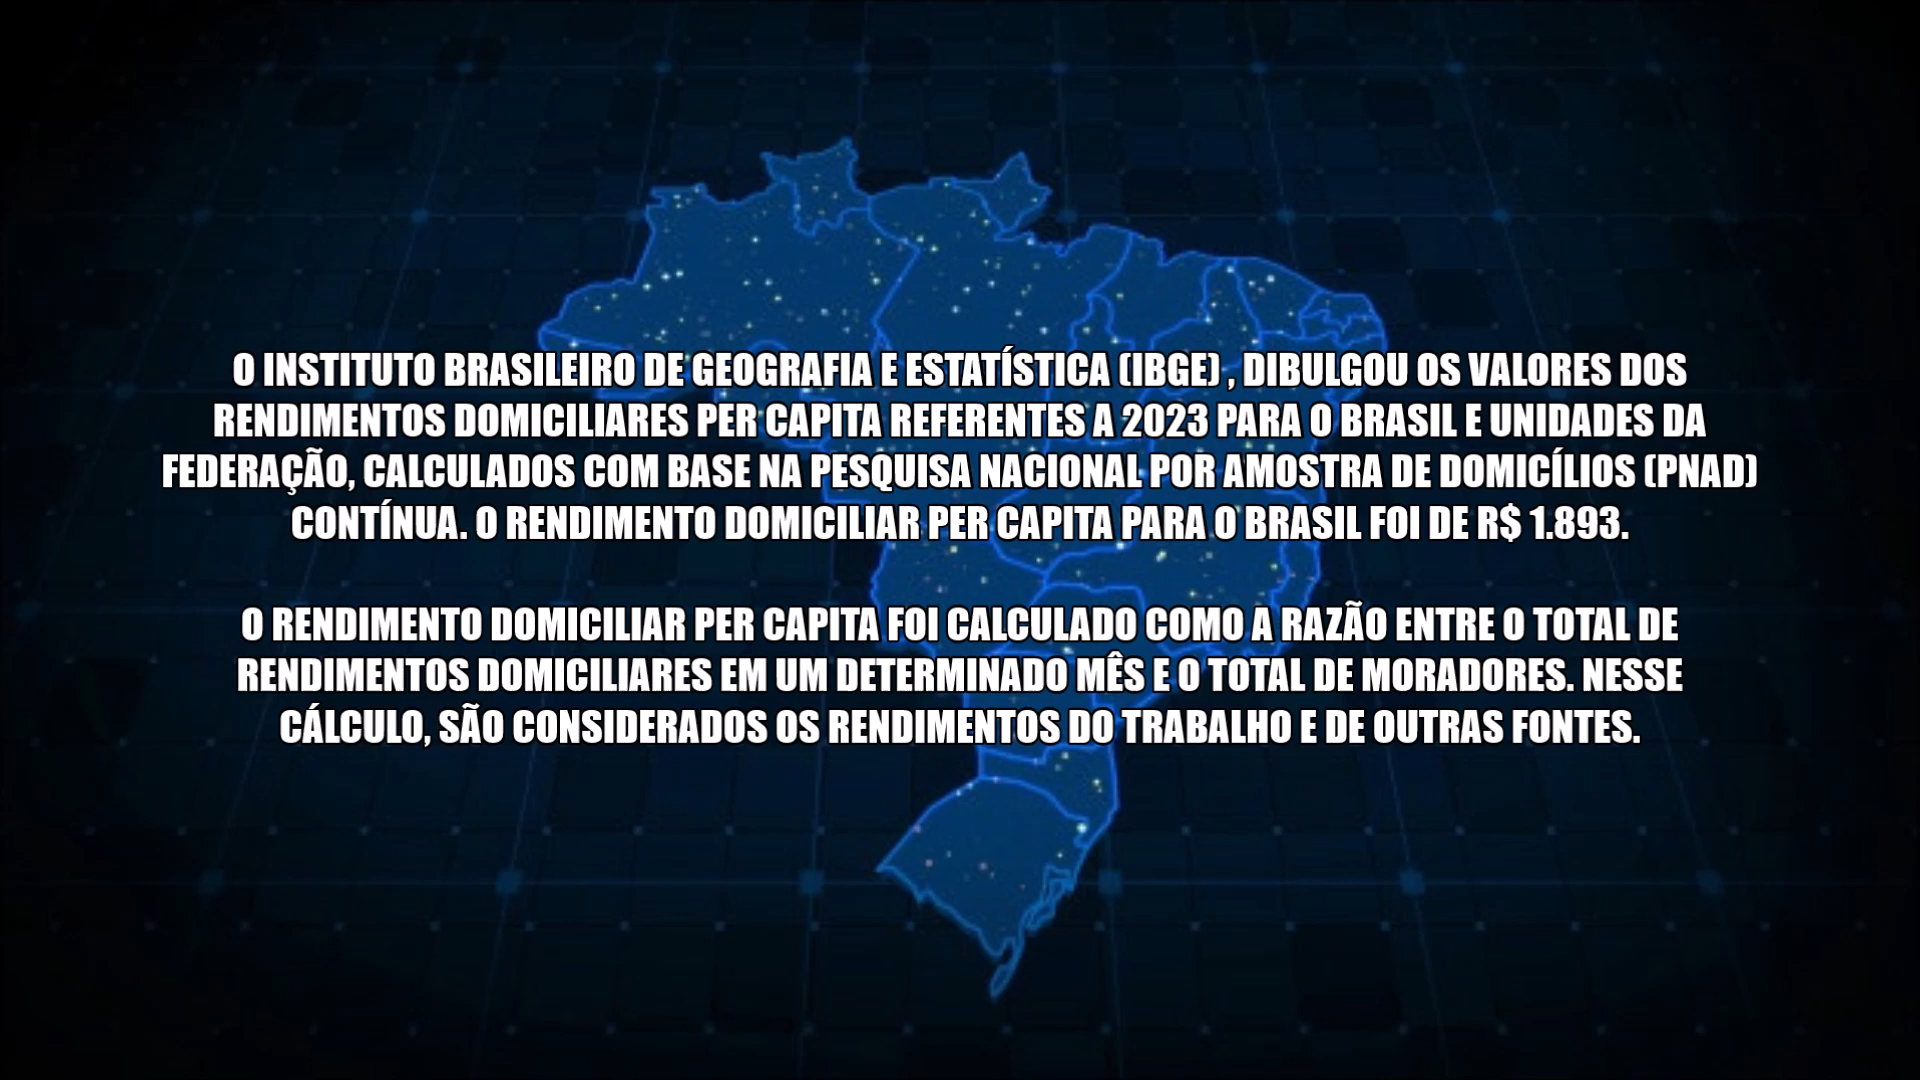 O INSTITUTO BRASILEIRO DE GEOGRAFIA E ESTATÍSTICA (IBGE) , DIBULGOU OS VALORES DOS
RENDIMENTOS DOMICILIARES PER CAPITA REFERENTES A 2023 PARA O BRASIL E UNIDADES DA
FEDERAÇÃO, CALCULADOS COM BASE NA PESQUISA NACIONAL POR AMOSTRA DE DOMICÍLIOS (PNAD)
CONTÍNUA. O RENDIMENTO DOMICILIAR PER CAPITA PARA O BRASIL FOI DE R$ 1.893.
O RENDIMENTO DOMICILIAR PER CAPITA FOI CALCULADO COMO A RAZÃO ENTRE O TOTAL DE
RENDIMENTOS DOMICILIARES EM UM DETERMINADO MÊS E O TOTAL DE MORADORES. NESSE
CÁLCULO, SÃO CONSIDERADOS OS RENDIMENTOS DO TRABALHO E DE OUTRAS FONTES.